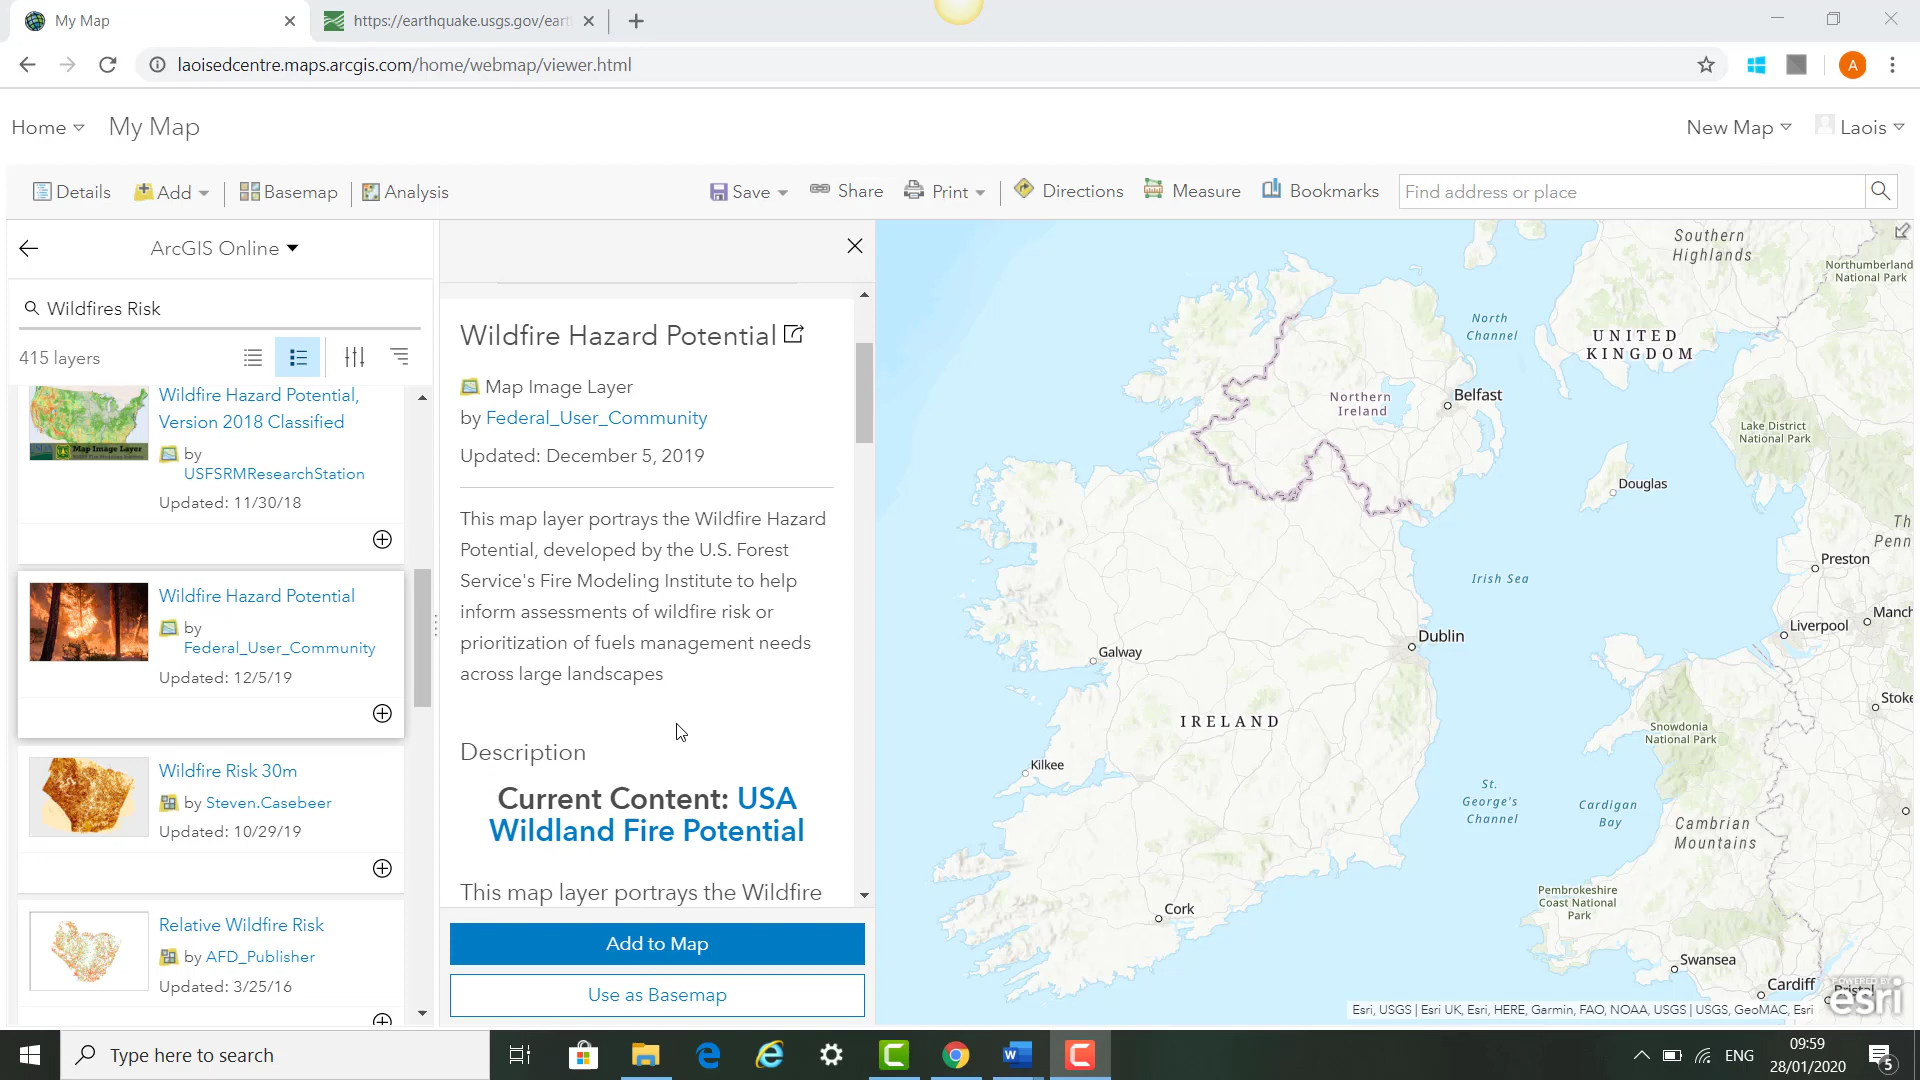 My Map
https://earthquake.usgs.gov/eart
laoisedcentre.maps.arcgis.com/home/webmap/viewer.html
A
Home
My Map
New Map
Laois
Details
Add
Basemap
Analysis
Save
Share
Print
Directions
Measure
Bookmarks
Find address or place
ArcGIS Online
Wildfires Risk
415 layers
Wildfire Hazard Potential,
Version 2018 Classified
by
USFSRMResearchStation
Updated: 11/30/18
Map Image Layer
Wildfire Hazard Potential
by
Federal_User_Community
Updated: 12/5/19
Wildfire Risk 30m
by Steven.Casebeer
Updated: 10/29/19
Relative Wildfire Risk
by AFD_Publisher
Updated: 3/25/16
Wildfire Hazard Potential
Map Image Layer
by Federal_User_Community
Updated: December 5, 2019
This map layer portrays the Wildfire Hazard
Potential, developed by the U.S. Forest
Service's Fire Modeling Institute to help
inform assessments of wildfire risk or
prioritization of fuels management needs
across large landscapes
Description
Current Content: USA
Wildland Fire Potential
This map layer portrays the Wildfire
Add to Map
Use as Basemap
Southern
Highlands
Northumberland
National Park
North
Channel
UNITED
KINGDOM
Northern
Ireland
Belfast
Lake District
National Park
Douglas
Th
Penn
Preston
Irish Sea
Manch
Liverpool
Dublin
Galway
Stoke
IRELAND
Snowdonia
National Park
Kilkee
St.
George's
Channel
Cardigan
Bay
Cambrian
Mountains
Pembrokeshire
Coast National
Park
Cork
Swansea
Cardiff
Bristol
POWERED BY
esri
Esri, USGS | Esri UK, Esri, HERE, Garmin, FAO, NOAA, USGS | USGS, GeoMAC, Esri
Type here to search
ENG
09:59
28/01/2020
5